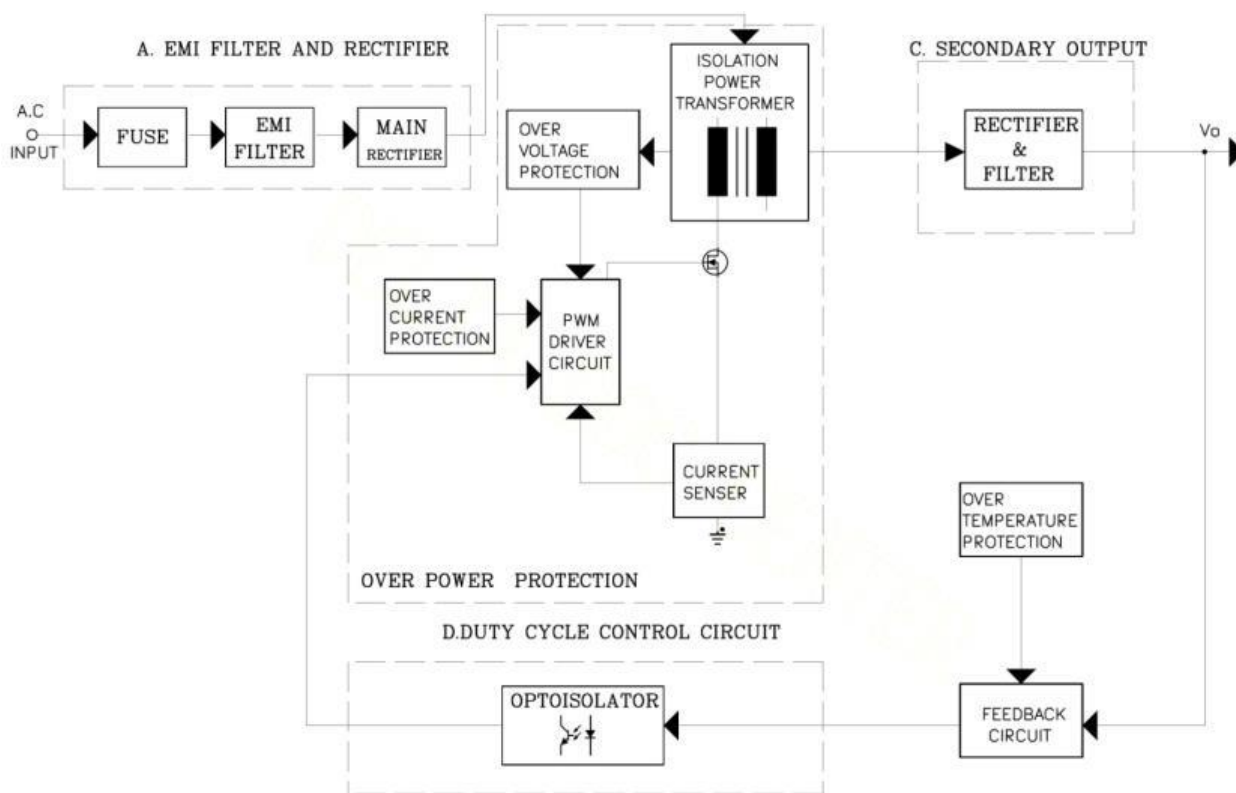 A. EMI FILTER AND RECTIFIER
A.C
INPUT
FUSE
EMI
FILTER
MAIN
RECTIFIER
ISOLATION
POWER
TRANSFORMER
OVER
VOLTAGE
PROTECTION
C. SECONDARY OUTPUT
RECTIFIER
&
FILTER
Vo
OVER
CURRENT
PROTECTION
PWM
DRIVER
CIRCUIT
CURRENT
SENSER
OVER POWER PROTECTION
OVER
TEMPERATURE
PROTECTION
D.DUTY CYCLE CONTROL CIRCUIT
OPTOISOLATOR
FEEDBACK
CIRCUIT